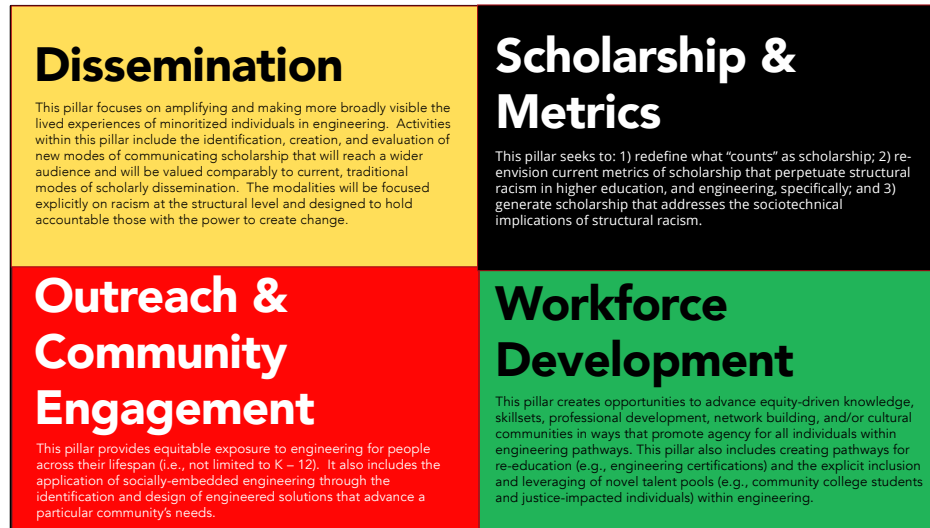 Dissemination
This pillar focuses on amplifying and making more broadly visible the
lived experiences of minoritized individuals in engineering. Activities
within this pillar include the identification, creation, and evaluation of
new modes of communicating scholarship that will reach a wider
audience and will be valued comparably to current, traditional
modes of scholarly dissemination. The modalities will be focused
explicitly on racism at the structural level and designed to hold
accountable those with the power to create change.
Scholarship &
Metrics
This pillar seeks to: 1) redefine what “counts” as scholarship; 2) re-
envision current metrics of scholarship that perpetuate structural
racism in higher education, and engineering, specifically; and 3)
generate scholarship that addresses the sociotechnical
implications of structural racism.
Outreach &
Community
Engagement
This pillar provides equitable exposure to engineering for people
across their lifespan (i.e., not limited to K – 12). It also includes the
application of socially-embedded engineering through the
identification and design of engineered solutions that advance a
particular community’s needs.
Workforce
Development
This pillar creates opportunities to advance equity-driven knowledge,
skillsets, professional development, network building, and/or cultural
communities in ways that promote agency for all individuals within
engineering pathways. This pillar also includes creating pathways for
re-education (e.g., engineering certifications) and the explicit inclusion
and leveraging of novel talent pools (e.g., community college students
and justice-impacted individuals) within engineering.